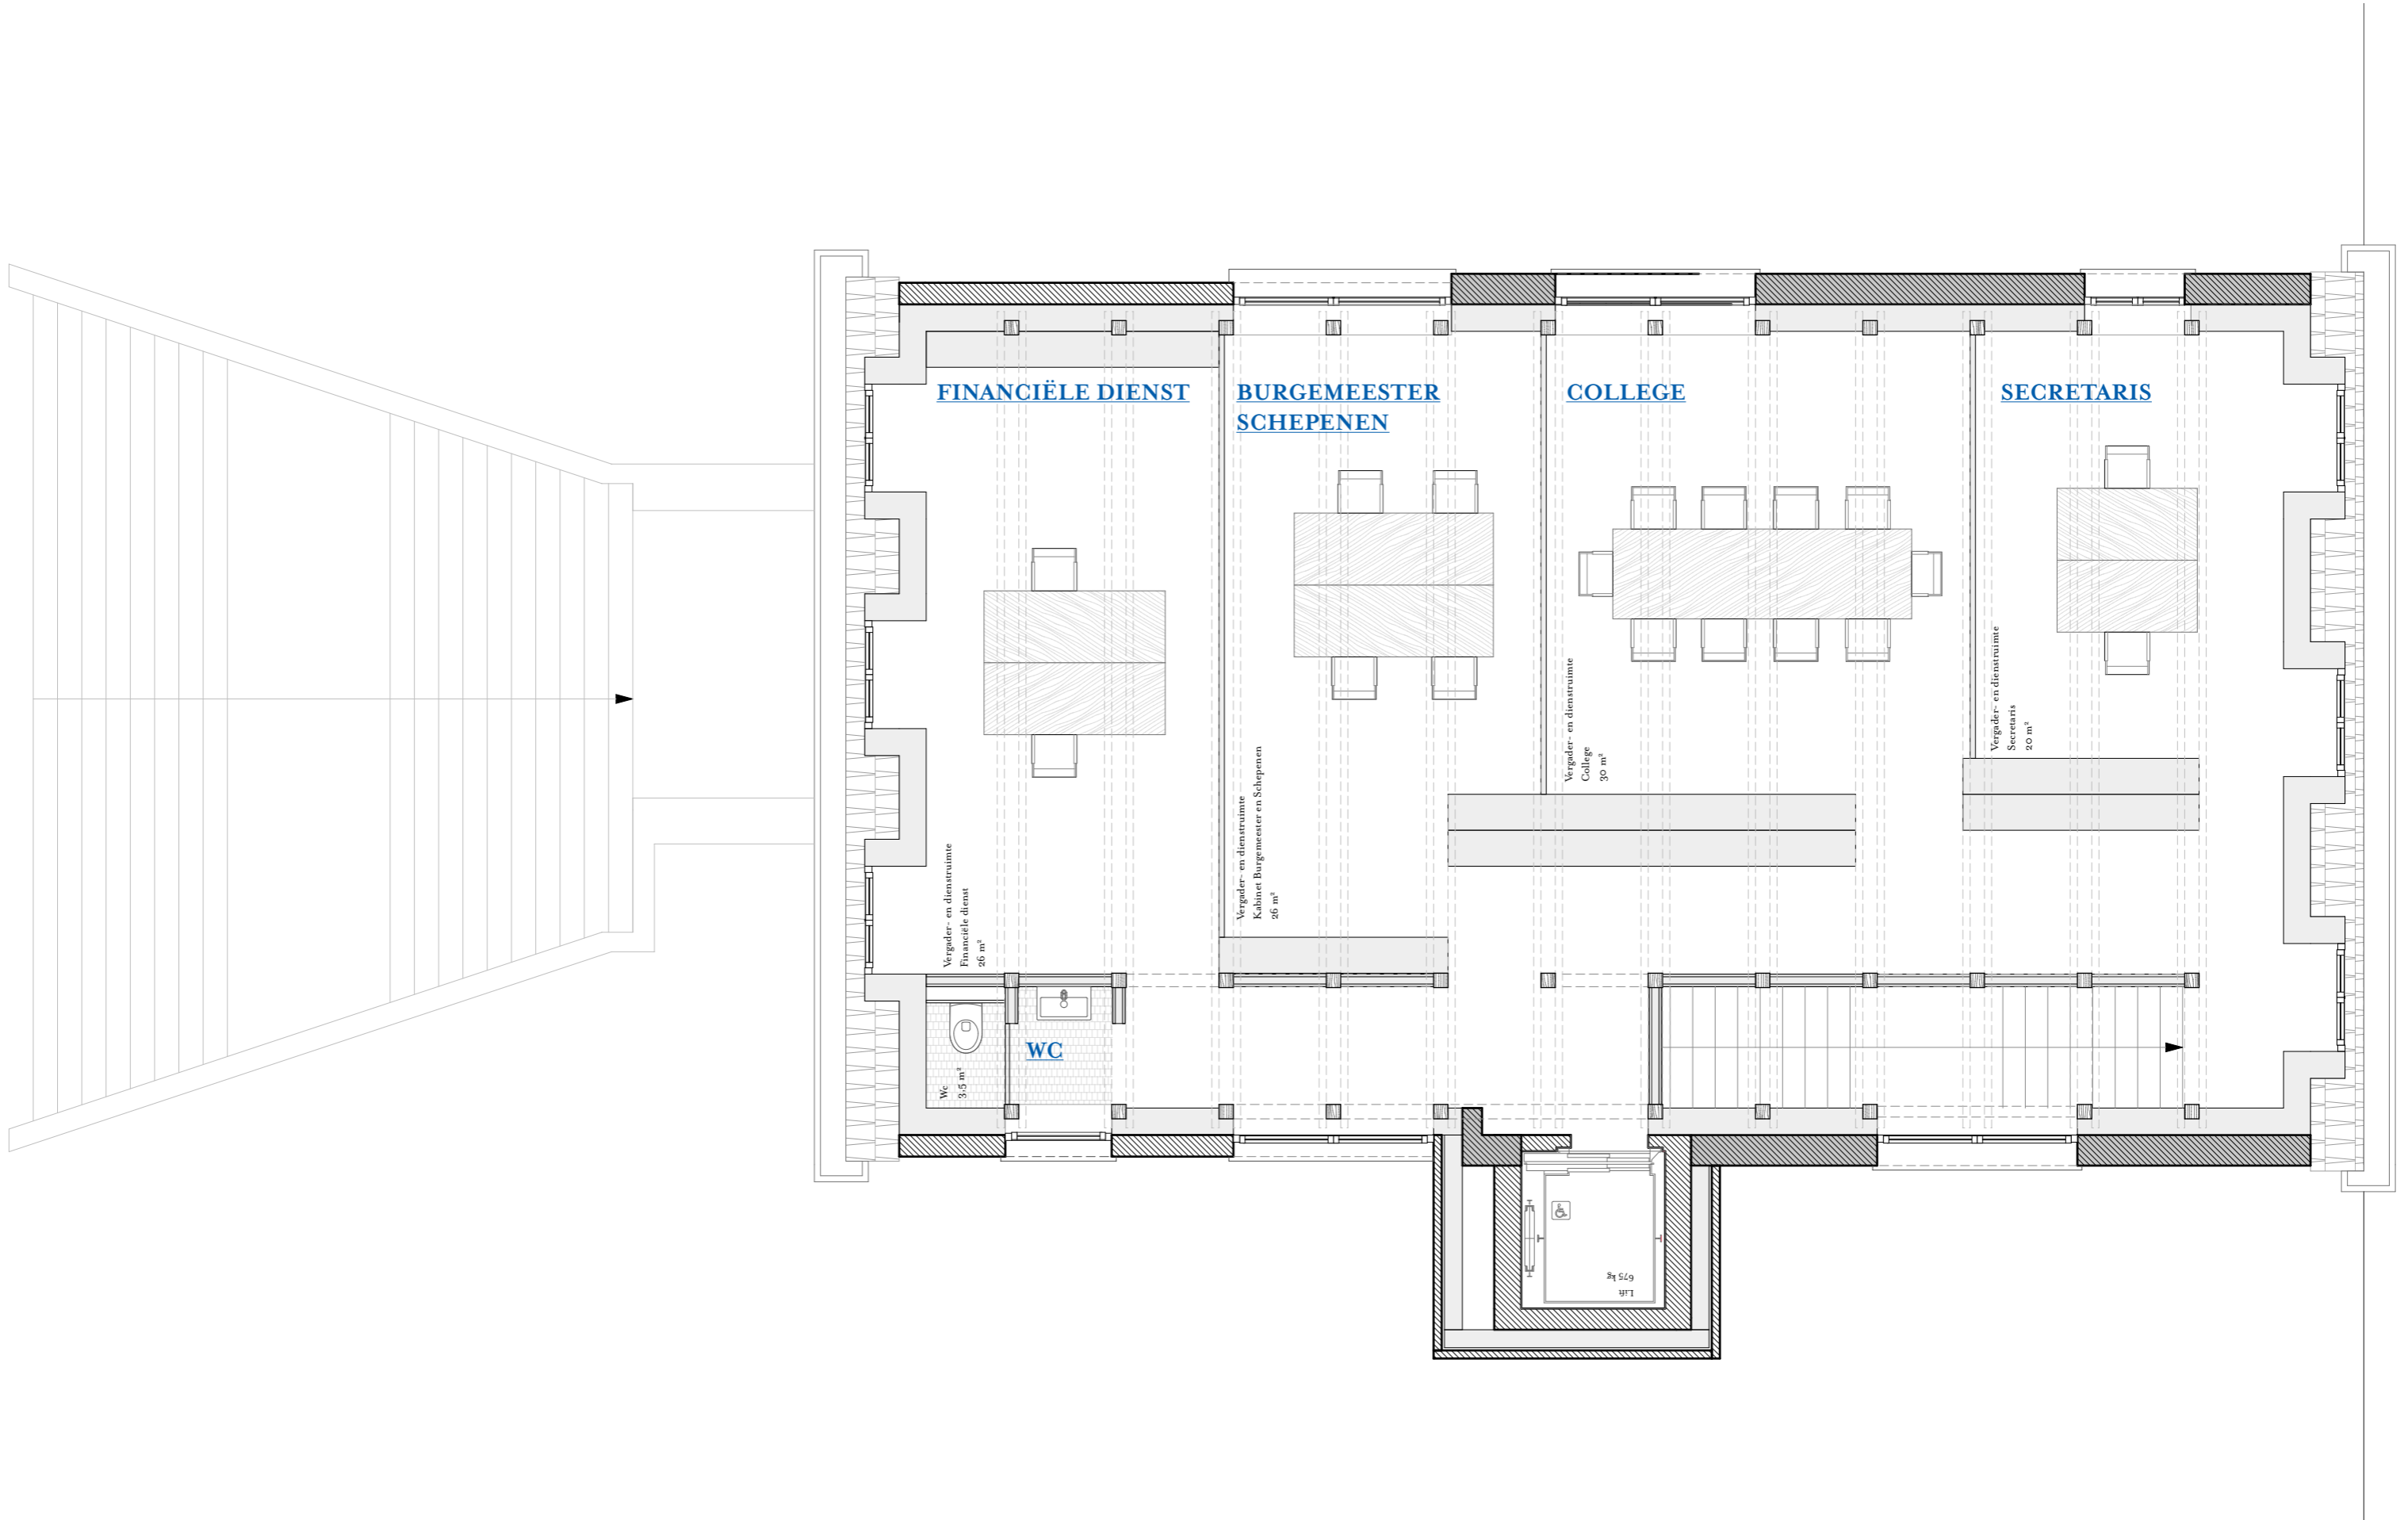 FINANCIËLE DIENST
BURGEMEESTER
SCHEPENEN
COLLEGE
SECRETARIS
Vergader- en dienstruimte
Financiële dienst
26 m²
Vergader- en dienstruimte
Kabinet Burgemeester en Schepenen
26 m²
Vergader- en dienstruimte
College
30 m²
Vergader- en dienstruimte
Secretaris
20 m²
WC
Wc
3.5 m²
Lift
675 kg